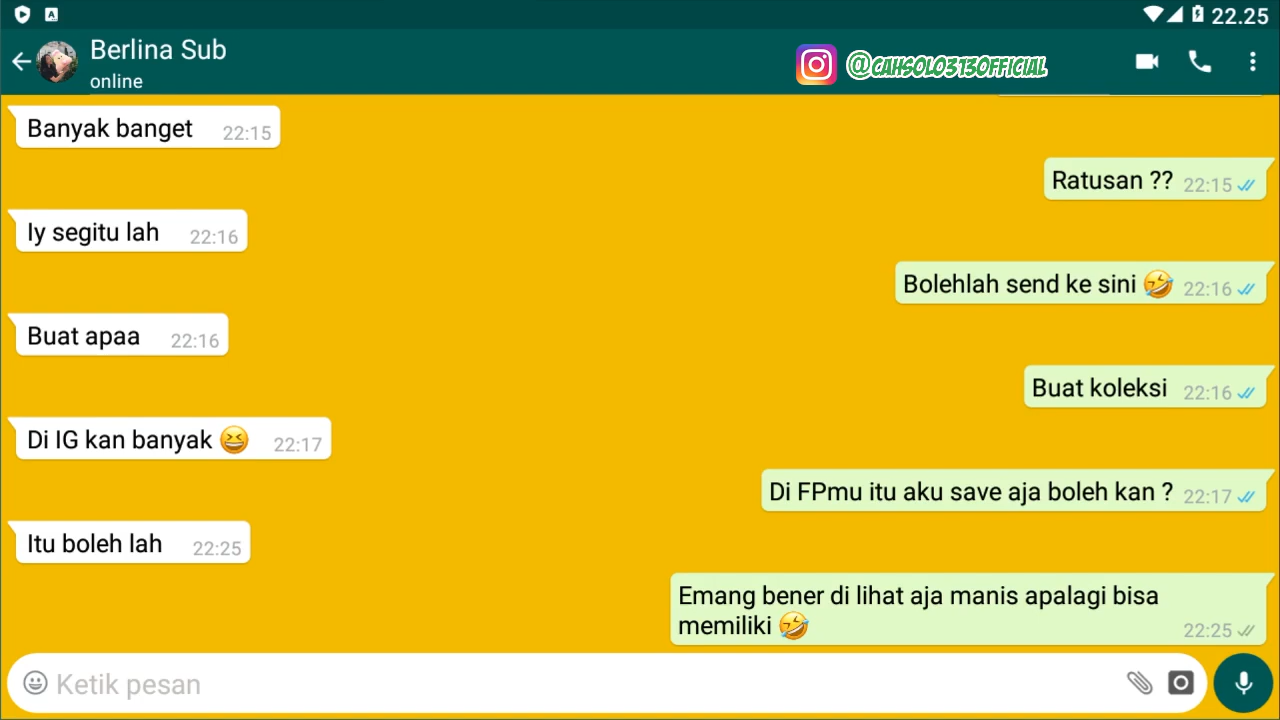 22.25
Berlina Sub
online
@CAHSOLO3130FFICIAL
Banyak banget 22:15
Ratusan ?? 22:15
Iy segitu lah 22:16
Bolehlah send ke sini 🤣 22:16
Buat apaa 22:16
Buat koleksi 22:16
Di IG kan banyak 😆 22:17
Di FPmu itu aku save aja boleh kan ? 22:17
Itu boleh lah 22:25
Emang bener di lihat aja manis apalagi bisa
memiliki 🤣 22:25
Ketik pesan